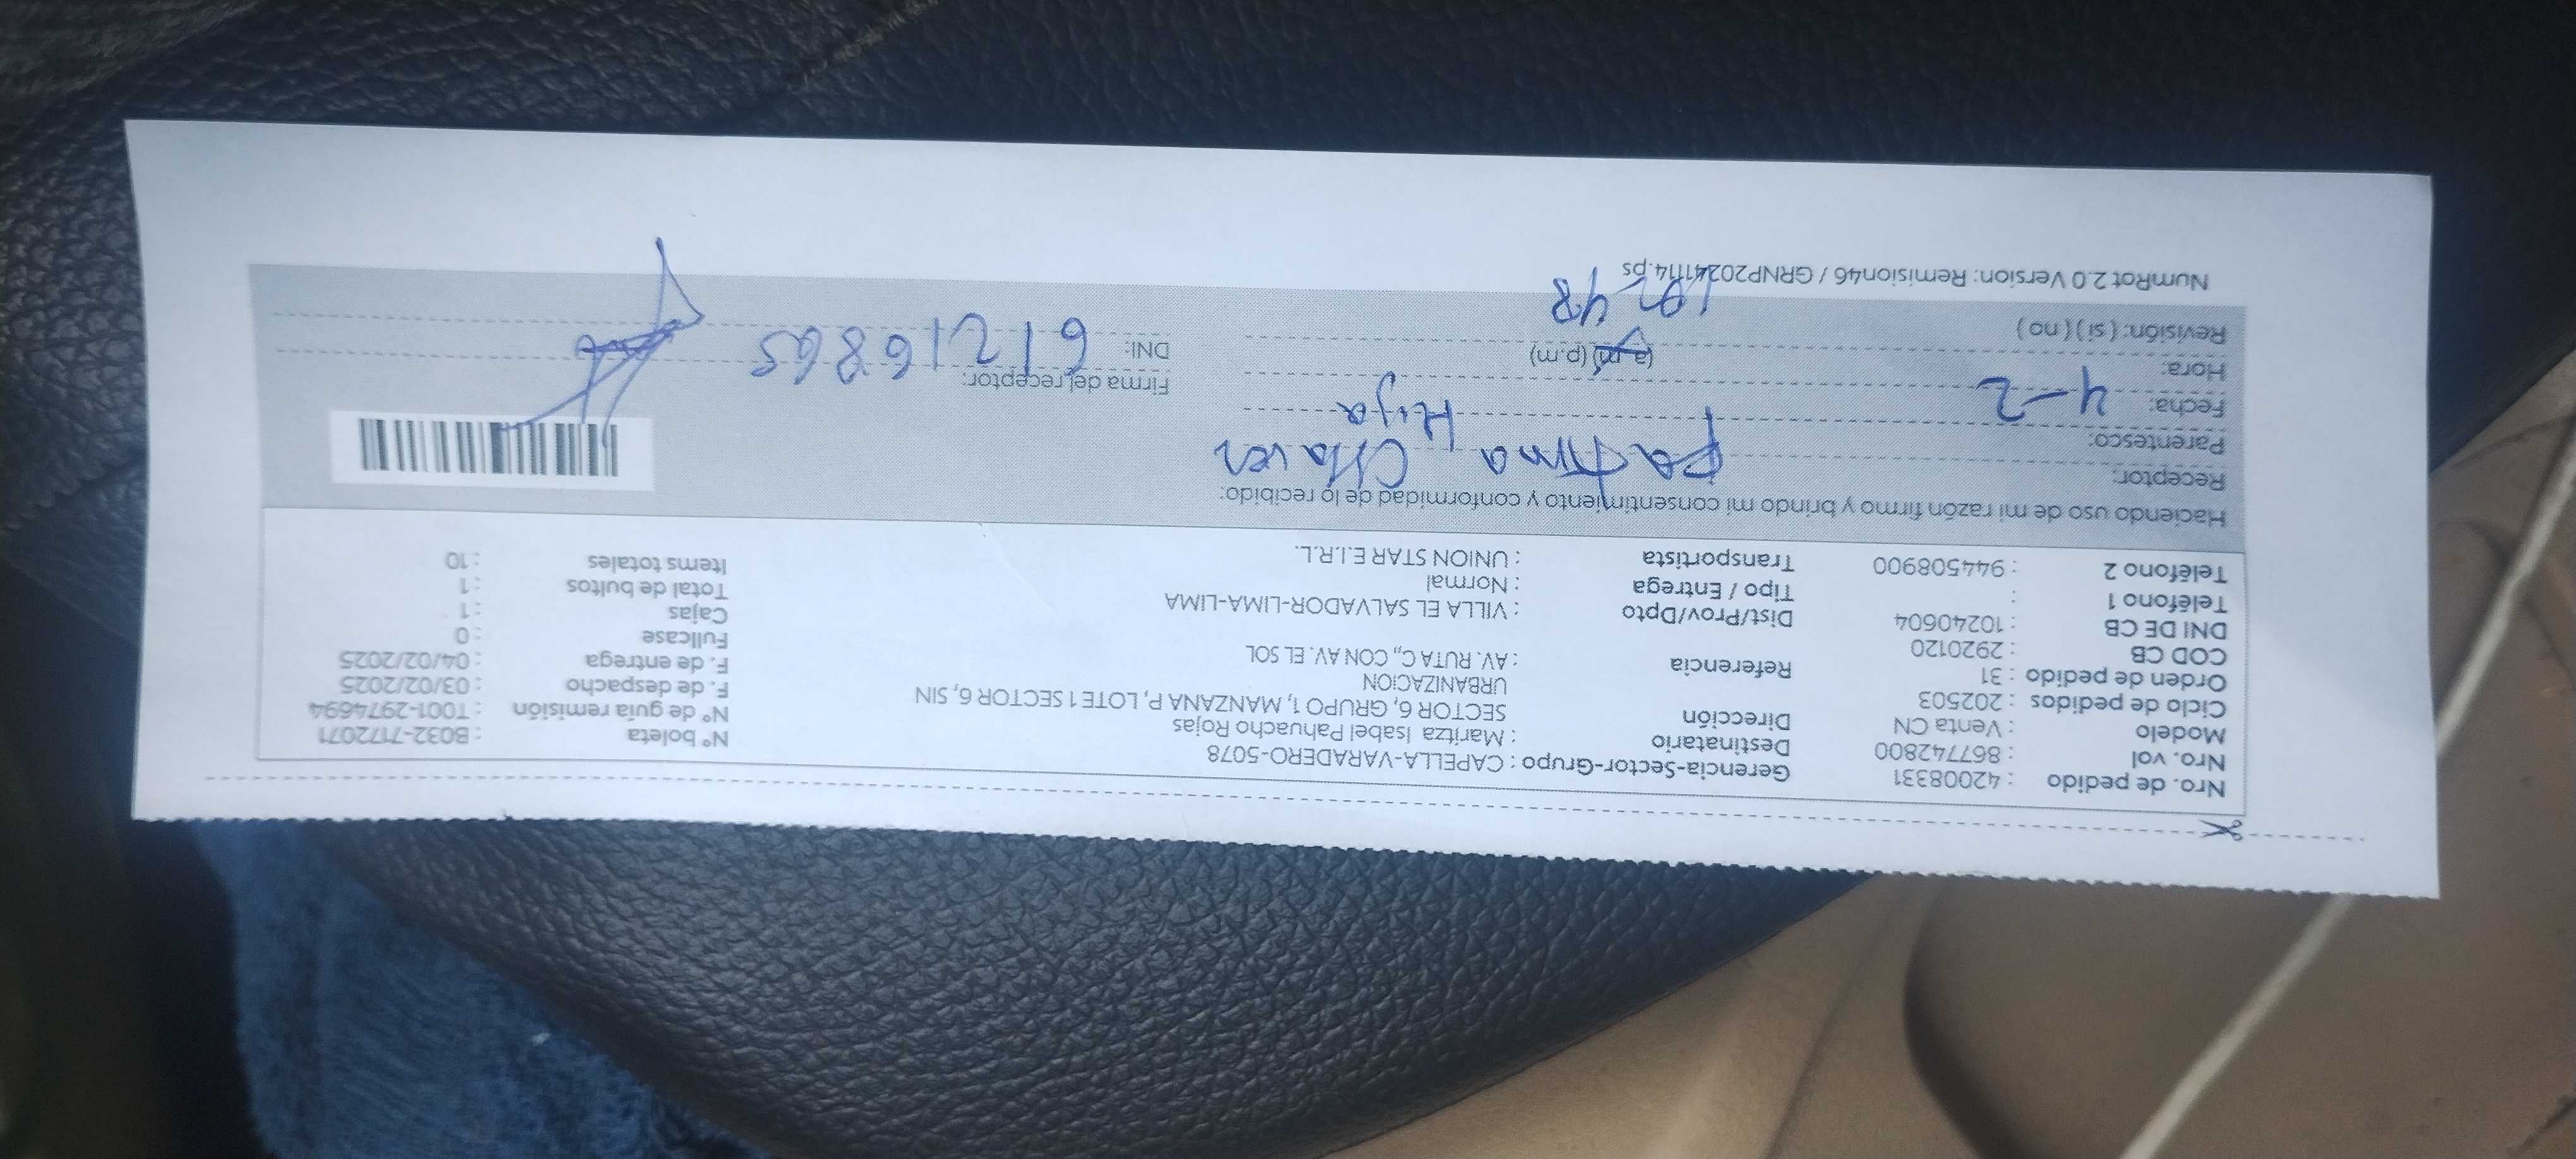 Nro. de pedido : 42008331 Gerencia-Sector-Grupo : CAPELLA-VARADERO-5078 N° boleta : B032-7172071
Nro. vol : 867742800 Destinatario : Maritza Isabel Pahuacho Rojas N° de guía remisión : T001-2974694
Modelo : Venta CN Dirección SECTOR 6, GRUPO 1, MANZANA P, LOTE 1 SECTOR 6, SIN F. de despacho : 03/02/2025
Ciclo de pedidos : 202503 URBANIZACION F. de entrega : 04/02/2025
Orden de pedido : 31 Referencia : AV. RUTA C,, CON AV. EL SOL Fullcase : 0
COD CB : 2920120 Cajas : 1
DNI DE CB : 10240604 Dist/Prov/Dpto : VILLA EL SALVADOR-LIMA-LIMA Total de bultos : 1
Teléfono 1 : Tipo / Entrega : Normal Items totales : 10
Teléfono 2 : 944508900 Transportista : UNION STAR E.I.R.L.
Haciendo uso de mi razón firmo y brindo mi consentimiento y conformidad de lo recibido:
Receptor: Fatima Chavez
Parentesco: Hija
Fecha: 4-2 Firma del receptor:
Hora: (a.m) (p.m) DNI: 61216865
Revisión: ( si ) ( no )
NumRot 2.0 Version: Remision46 / GRNP20241114.ps